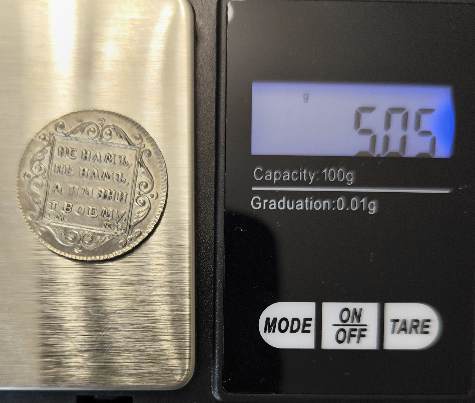 НЕ НАМЪ,
НЕ НАМЪ,
А ИМЯНИ
ТВОЕМУ
g
5.05
Capacity:100g
Graduation:0.01g
MODE
ON
OFF
TARE